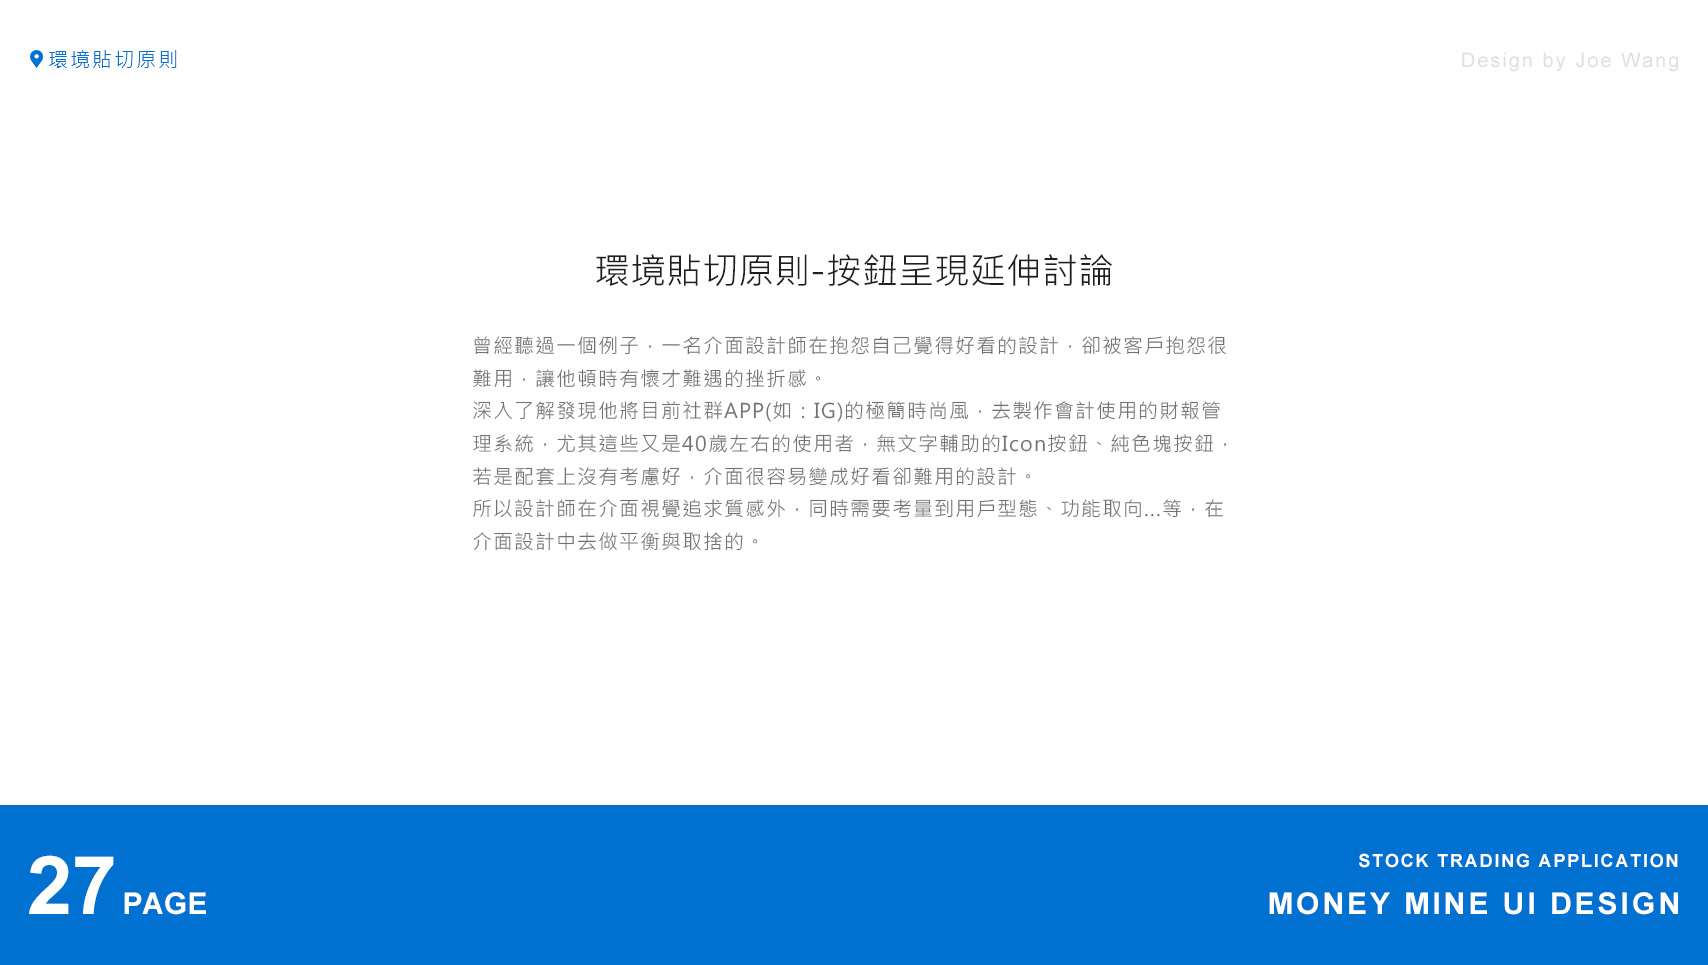 環境貼切原則
Design by Joe Wang
環境貼切原則-按鈕呈現延伸討論
曾經聽過一個例子，一名介面設計師在抱怨自己覺得好看的設計，卻被客戶抱怨很
難用，讓他頓時有懷才難遇的挫折感。
深入了解發現他將目前社群APP(如：IG)的極簡時尚風，去製作會計使用的財報管
理系統，尤其這些又是40歲左右的使用者，無文字輔助的Icon按鈕、純色塊按鈕，
若是配套上沒有考慮好，介面很容易變成好看卻難用的設計。
所以設計師在介面視覺追求質感外，同時需要考量到用戶型態、功能取向...等，在
介面設計中去做平衡與取捨的。
27 PAGE
STOCK TRADING APPLICATION
MONEY MINE UI DESIGN